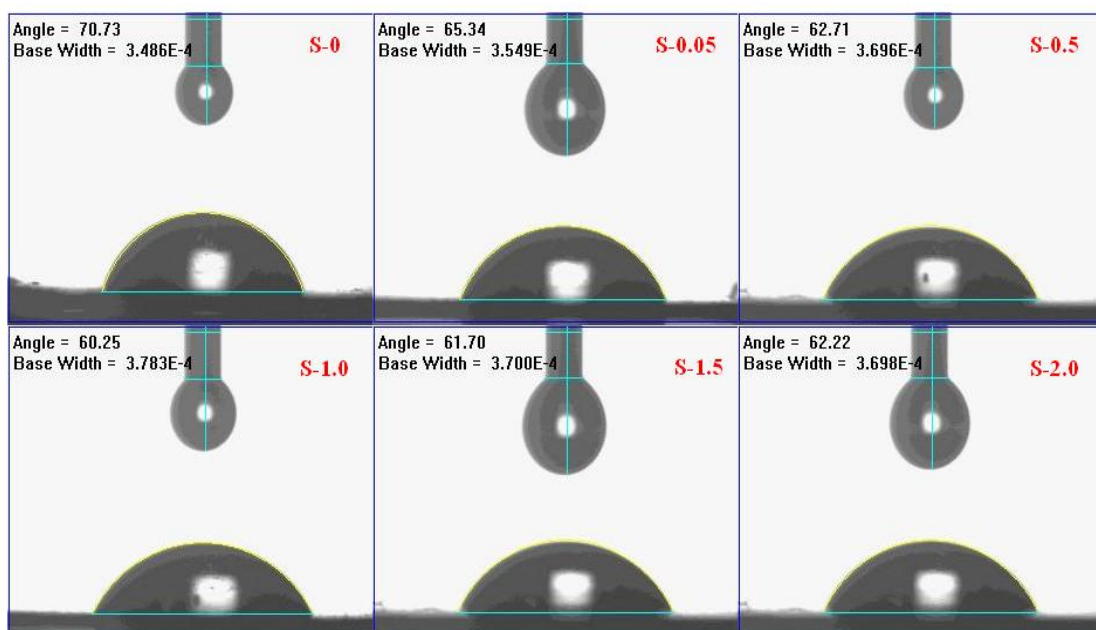 Angle = 70.73
Base Width = 3.486E-4
S-0
Angle = 65.34
Base Width = 3.549E-4
S-0.05
Angle = 62.71
Base Width = 3.696E-4
S-0.5
Angle = 60.25
Base Width = 3.783E-4
S-1.0
Angle = 61.70
Base Width = 3.700E-4
S-1.5
Angle = 62.22
Base Width = 3.698E-4
S-2.0